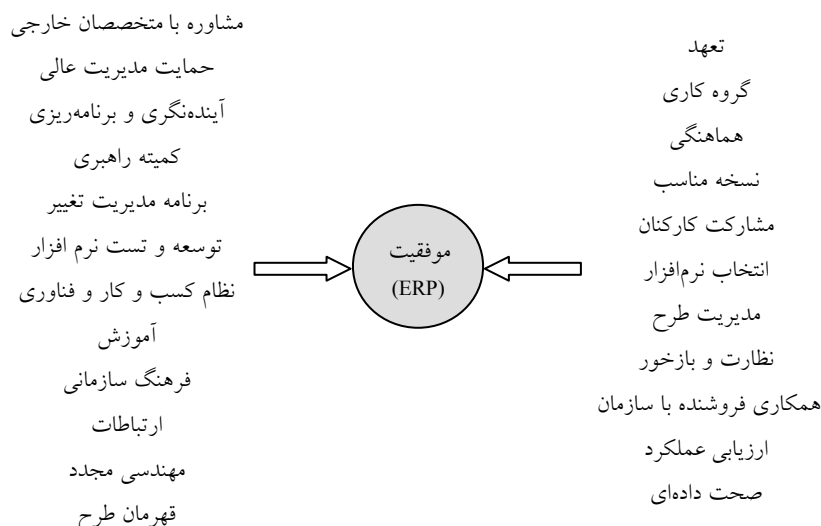 تعهد
گروه کاری
هماهنگی
نسخه مناسب
مشارکت کارکنان
انتخاب نرم‌افزار
مدیریت طرح
نظارت و بازخور
همکاری فروشنده با سازمان
ارزیابی عملکرد
صحت داده‌ای
موفقیت
(ERP)
مشاوره با متخصصان خارجی
حمایت مدیریت عالی
آینده‌نگری و برنامه‌ریزی
کمیته راهبری
برنامه مدیریت تغییر
توسعه و تست نرم افزار
نظام کسب و کار و فناوری
آموزش
فرهنگ سازمانی
ارتباطات
مهندسی مجدد
قهرمان طرح